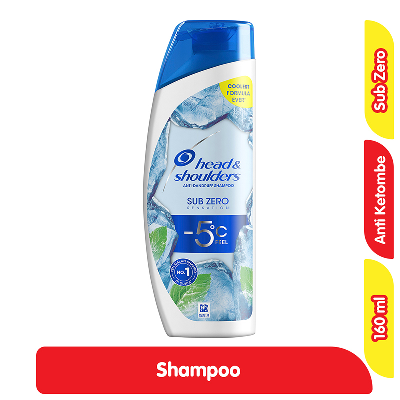 COOLEST
FORMULA
EVER
head &
shoulders
ANTI-DANDRUFF SHAMPOO
SUB ZERO
SENSATION
-5°C
FEEL
NO.1
Sub Zero
Anti Ketombe
160 ml
Shampoo